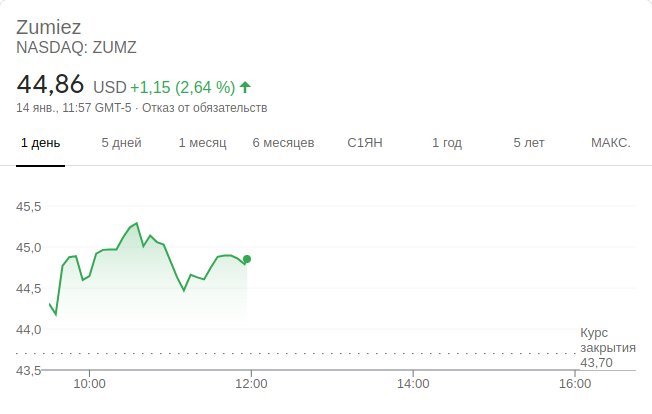 Zumiez
NASDAQ: ZUMZ
44,86 USD +1,15 (2,64 %)
14 янв., 11:57 GMT-5 · Отказ от обязательств
1 день 5 дней 1 месяц 6 месяцев С1ЯН 1 год 5 лет МАКС.
45,5
45,0
44,5
44,0
Курс
закрытия
43,70
43,5
10:00 12:00 14:00 16:00